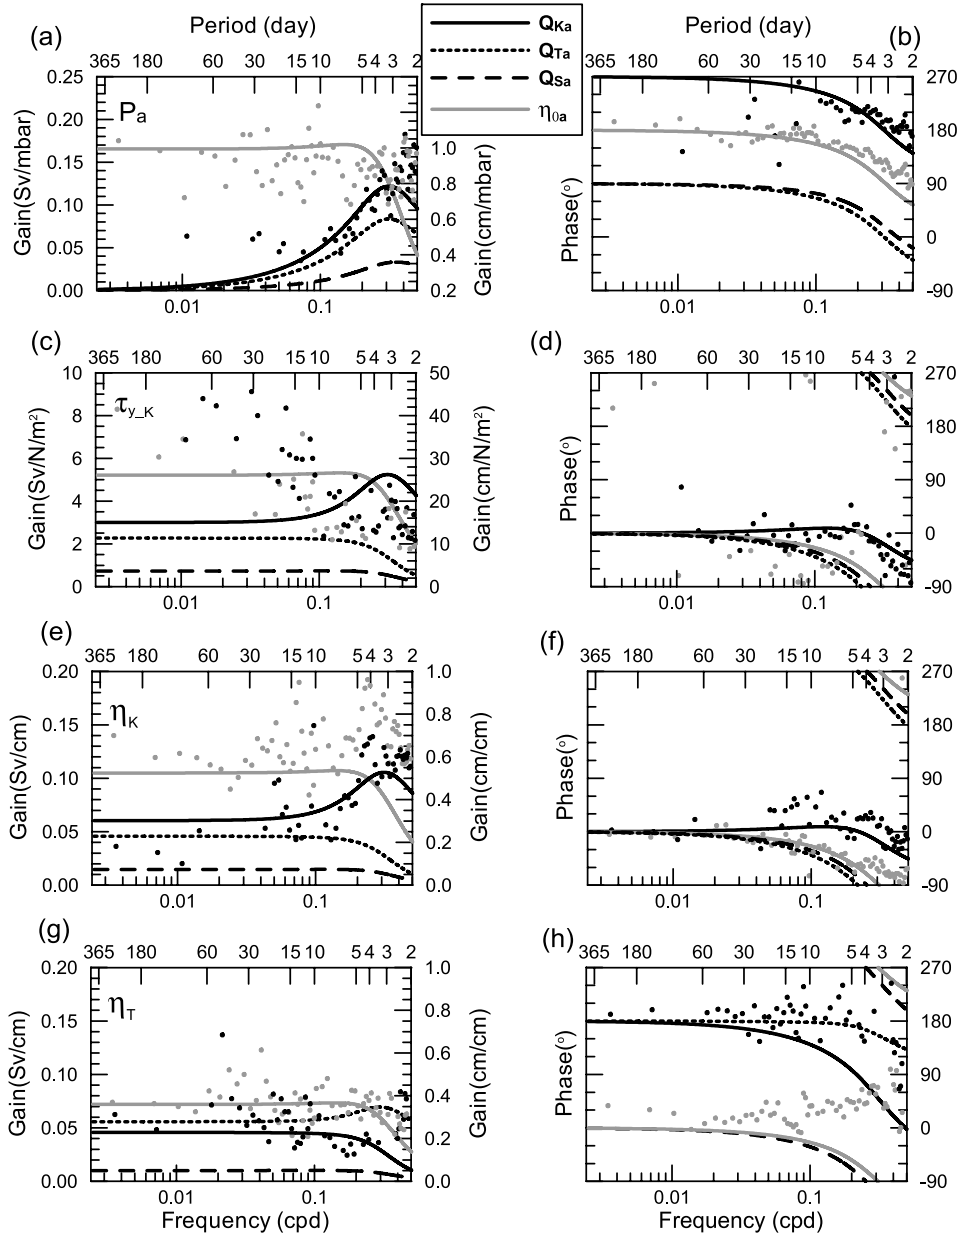 (a) Period (day) Period (day) (b)
Q_Ka
Q_Ta
Q_Sa
η_0a
365 180 60 30 15 10 5 4 3 2
365 180 60 30 15 10 5 4 3 2
P_a
Gain(Sv/mbar)
0.25
0.20
0.15
0.10
0.05
0.00
Gain(cm/mbar)
1.0
0.8
0.6
0.4
0.2
0.01 0.1
Phase(°)
270
180
90
0
-90
0.01 0.1
(c)
365 180 60 30 15 10 5 4 3 2
τ_y_K
Gain(Sv/N/m²)
10
8
6
4
2
0
Gain(cm/N/m²)
50
40
30
20
10
0
0.01 0.1
(d)
365 180 60 30 15 10 5 4 3 2
Phase(°)
270
180
90
0
-90
0.01 0.1
(e)
365 180 60 30 15 10 5 4 3 2
η_K
Gain(Sv/cm)
0.20
0.15
0.10
0.05
0.00
Gain(cm/cm)
1.0
0.8
0.6
0.4
0.2
0.0
0.01 0.1
(f)
365 180 60 30 15 10 5 4 3 2
Phase(°)
270
180
90
0
-90
0.01 0.1
(g)
365 180 60 30 15 10 5 4 3 2
η_T
Gain(Sv/cm)
0.20
0.15
0.10
0.05
0.00
Gain(cm/cm)
1.0
0.8
0.6
0.4
0.2
0.0
0.01 0.1
Frequency (cpd)
(h)
365 180 60 30 15 10 5 4 3 2
Phase(°)
270
180
90
0
-90
0.01 0.1
Frequency (cpd)